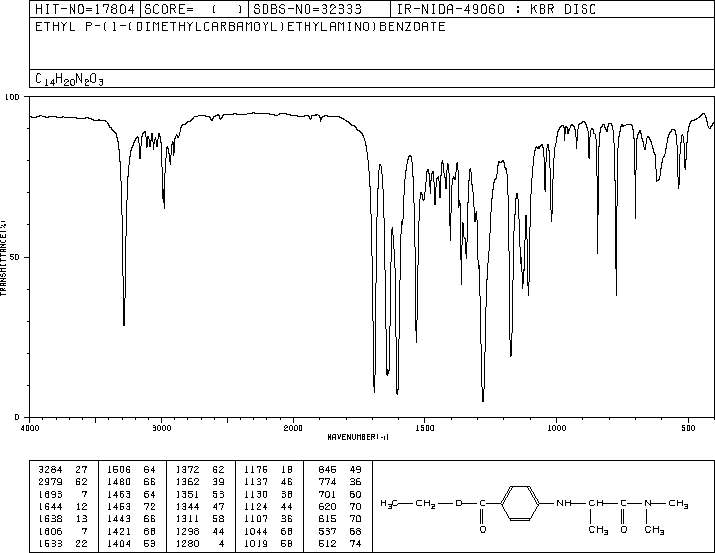 HIT-NO=17804 SCORE= ( ) SDBS-NO=32333 IR-NIDA-49060 : KBR DISC
ETHYL P-(1-(DIMETHYLCARBAMOYL)ETHYLAMINO)BENZOATE
C14H20N2O3
100
50
0
TRANSMITTANCE(%)
4000 3000 2000 1500 1000 500
WAVENUMBER(-1)
3284 27 1506 64 1372 62 1175 18 845 49
2979 62 1480 66 1362 39 1137 46 774 36
1693 7 1463 64 1351 53 1130 38 701 60
1644 12 1453 72 1344 47 1124 44 620 70
1638 13 1443 66 1311 58 1107 36 615 70
1606 7 1421 68 1298 44 1044 68 537 68
1533 22 1404 53 1280 4 1019 58 512 74
H3C CH2 O C NH CH C N CH3
O CH3 O CH3